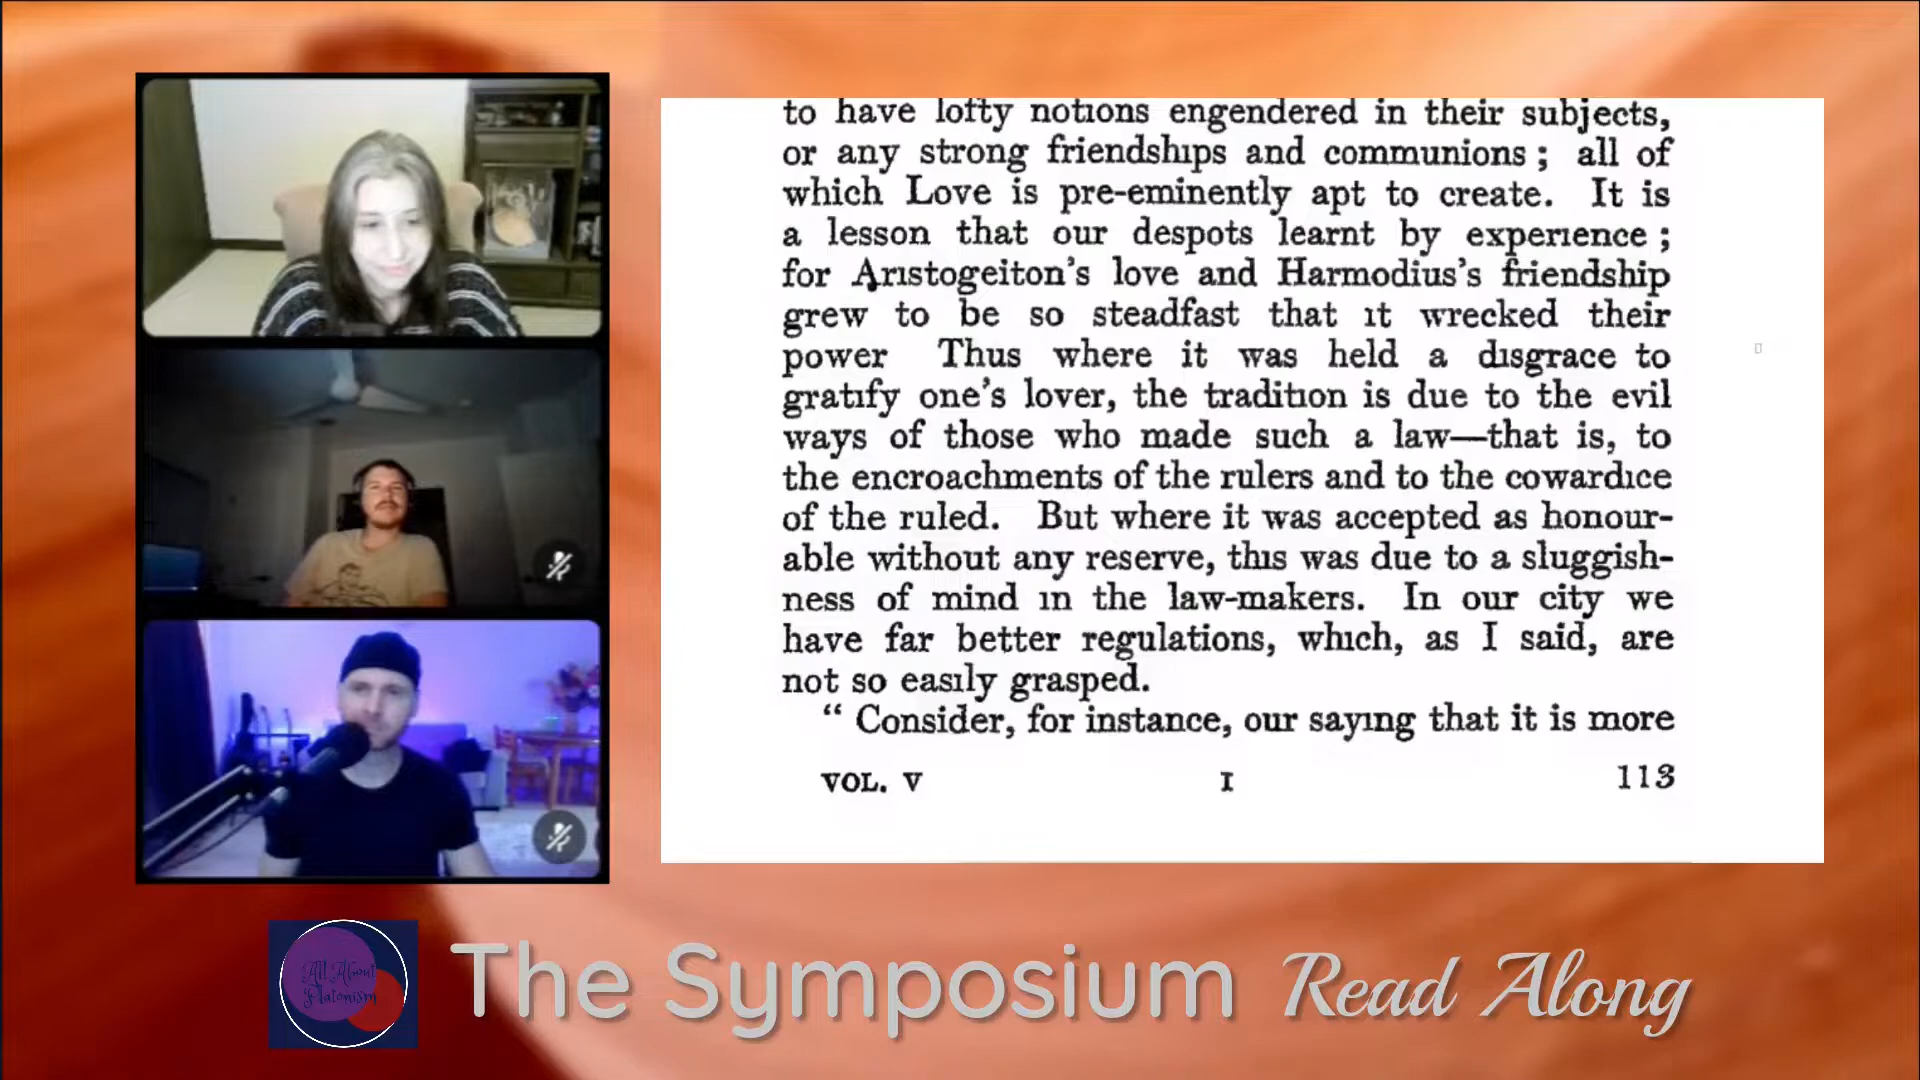 to have lofty notions engendered in their subjects,
or any strong friendships and communions ; all of
which Love is pre-eminently apt to create. It is
a lesson that our despots learnt by experience ;
for Aristogeiton's love and Harmodius's friendship
grew to be so steadfast that it wrecked their
power Thus where it was held a disgrace to
gratify one's lover, the tradition is due to the evil
ways of those who made such a law—that is, to
the encroachments of the rulers and to the cowardice
of the ruled. But where it was accepted as honour-
able without any reserve, this was due to a sluggish-
ness of mind in the law-makers. In our city we
have far better regulations, which, as I said, are
not so easily grasped.
“ Consider, for instance, our saying that it is more
VOL. V I 113
All About
Platonism
The Symposium Read Along